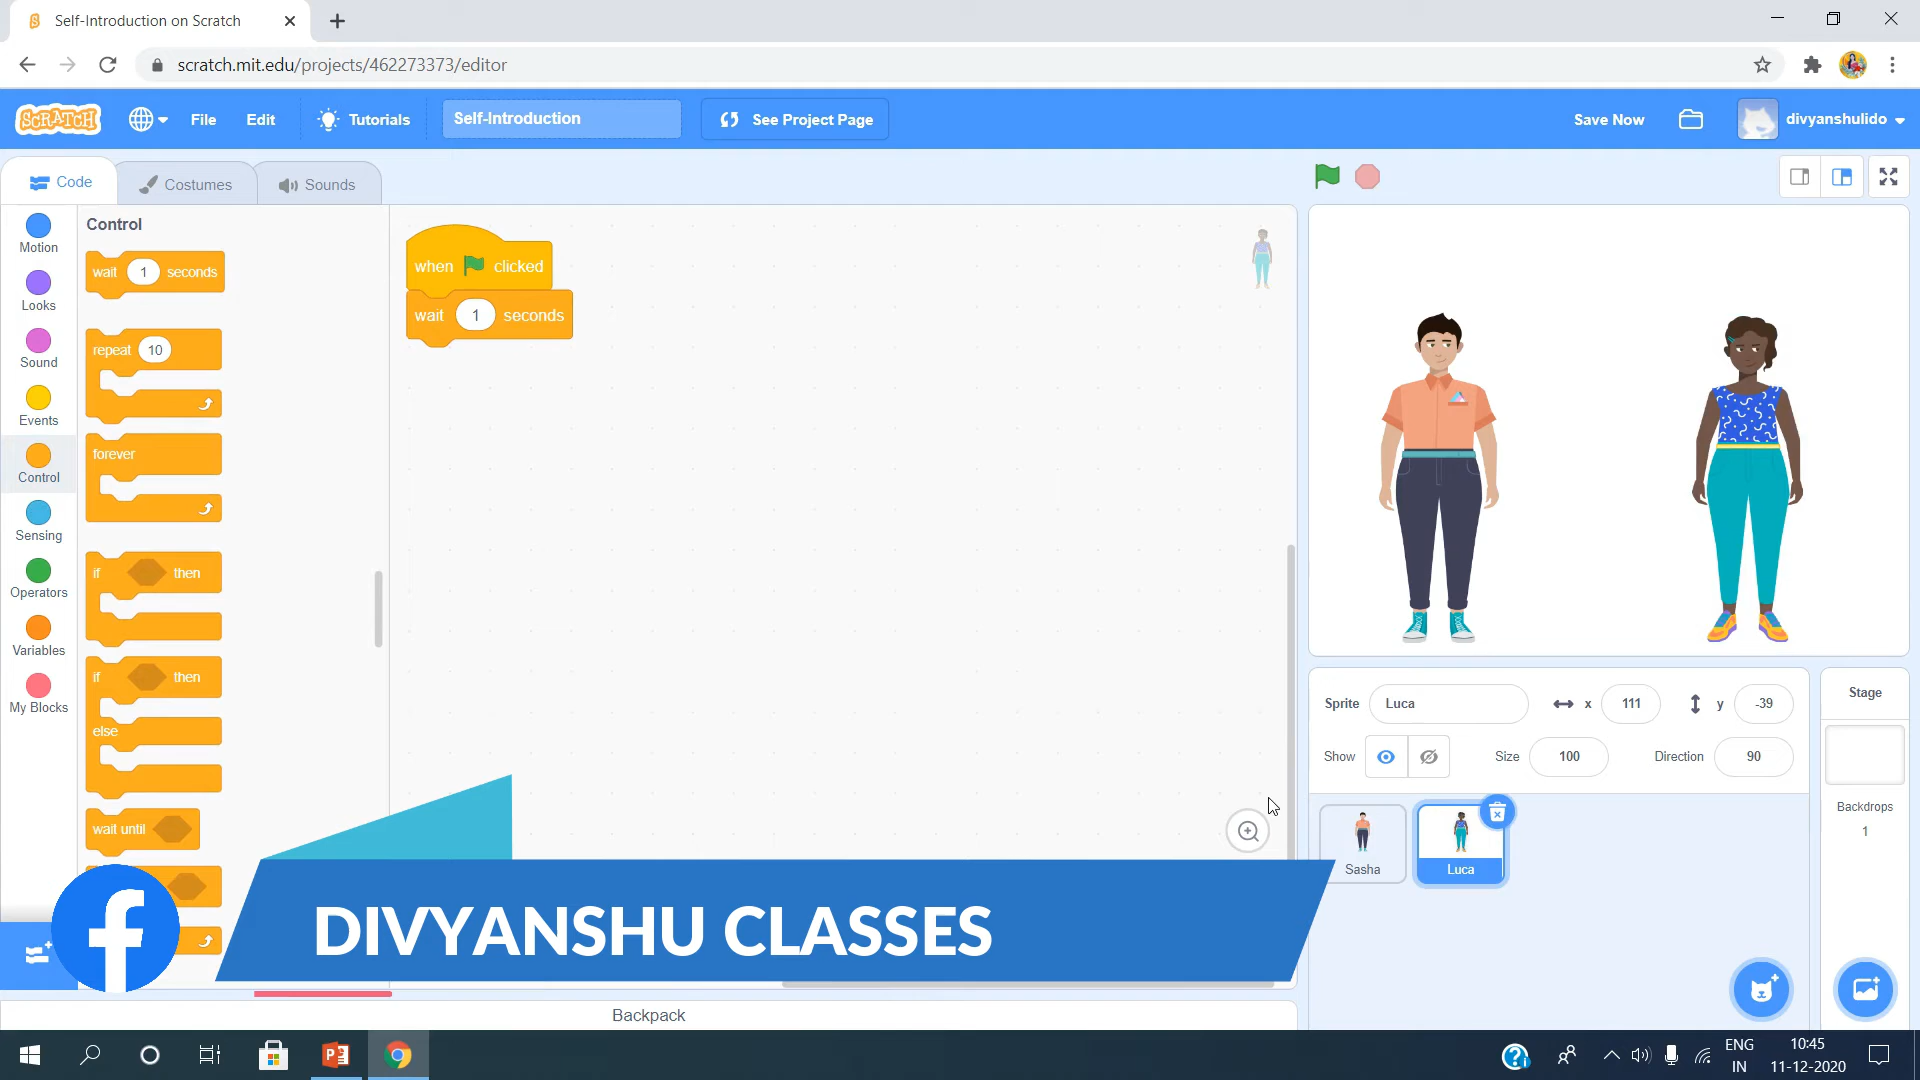 Self-Introduction on Scratch
scratch.mit.edu/projects/462273373/editor
SCRATCH
File
Edit
Tutorials
Self-Introduction
See Project Page
Save Now
divyanshulido
Code
Costumes
Sounds
Motion
Looks
Sound
Events
Control
Sensing
Operators
Variables
My Blocks
Control
wait 1 seconds
repeat 10
forever
if then
if then
else
wait until
when clicked
wait 1 seconds
Sprite Luca x 111 y -39
Show Size 100 Direction 90
Sasha
Luca
Stage
Backdrops
1
DIVYANSHU CLASSES
Backpack
ENG
IN
10:45
11-12-2020